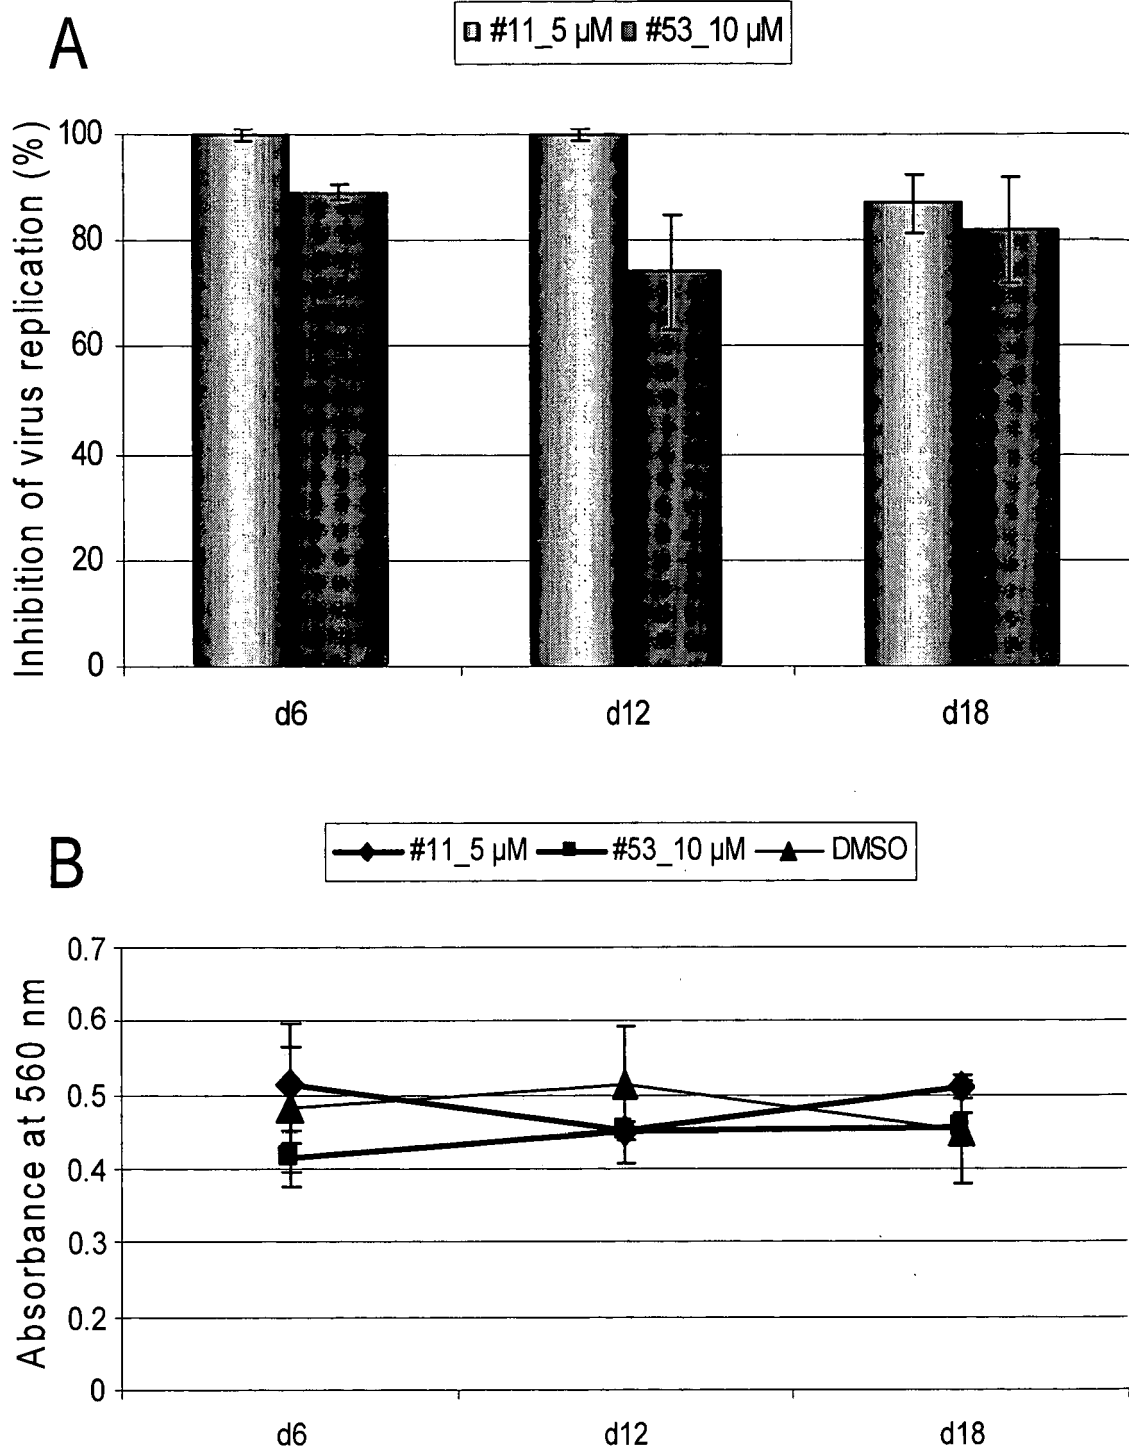 A
#11_5 µM #53_10 µM
Inhibition of virus replication (%)
100
80
60
40
20
0
d6 d12 d18
B
#11_5 µM #53_10 µM DMSO
Absorbance at 560 nm
0.7
0.6
0.5
0.4
0.3
0.2
0
d6 d12 d18